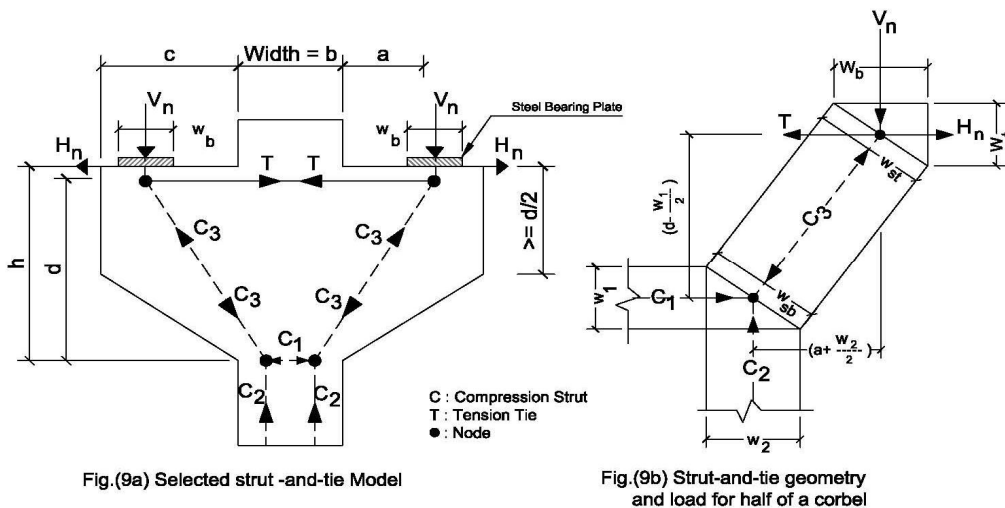 c
Width = b
a
Vn
Vn
Steel Bearing Plate
wb
wb
Hn
Hn
T
T
>= d/2
h
d
C3
C3
C3
C3
C1
C2
C2
C : Compression Strut
T : Tension Tie
● : Node
Fig.(9a) Selected strut -and-tie Model
Vn
Wb
T
Hn
wst
(d- w1/2)
C3
w1
wsb
C1
(a+ w2/2)
C2
w2
Fig.(9b) Strut-and-tie geometry
and load for half of a corbel